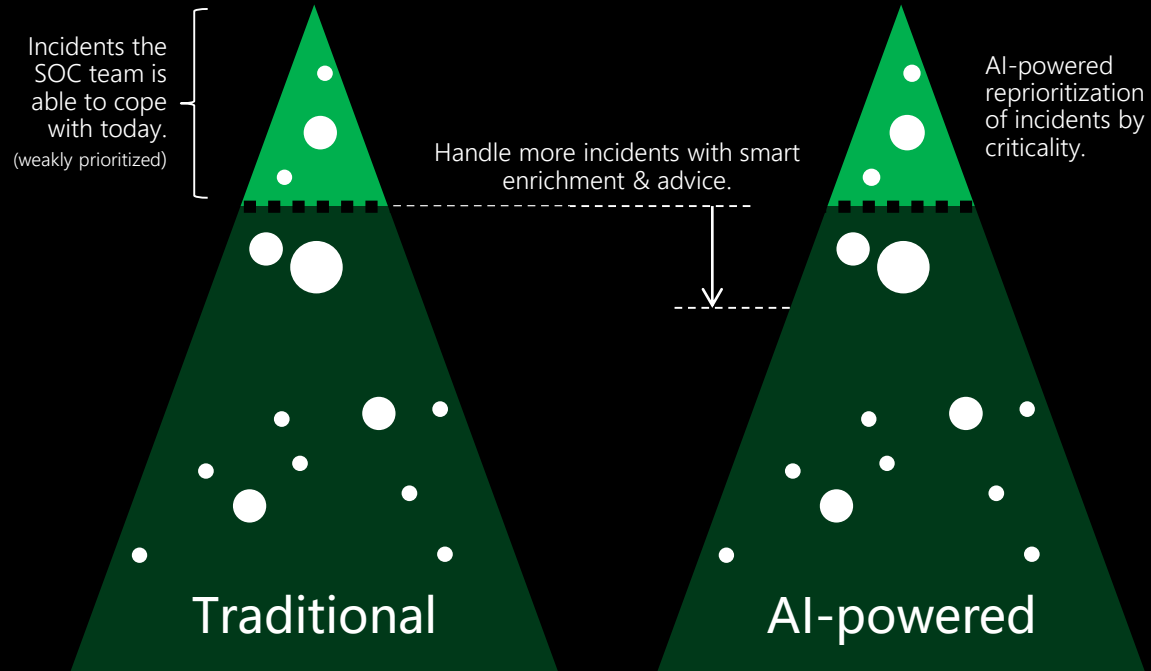 Incidents the
SOC team is
able to cope
with today.
(weakly prioritized)
Handle more incidents with smart
enrichment & advice.
AI-powered
reprioritization
of incidents by
criticality.
Traditional
AI-powered